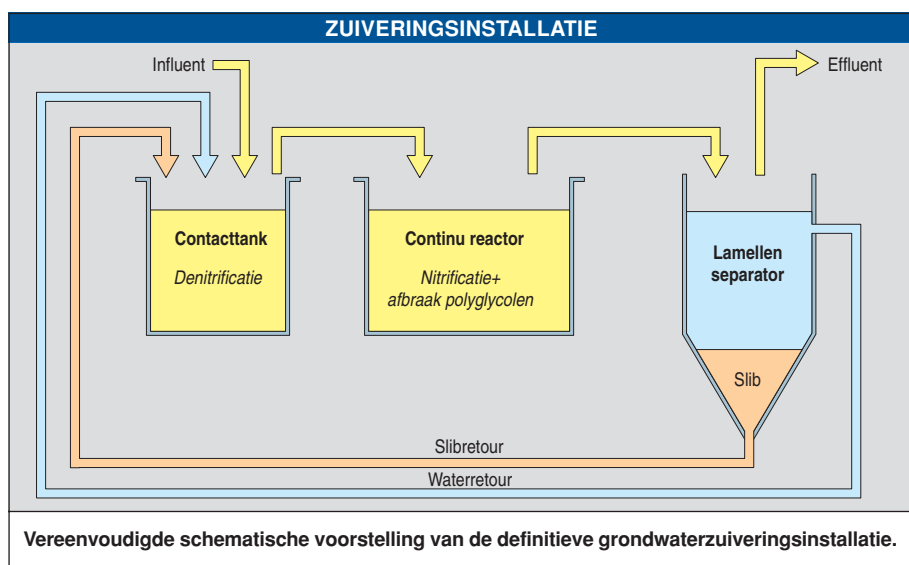 ZUIVERINGSINSTALLATIE
Influent
Effluent
Contacttank
Denitrificatie
Continu reactor
Nitrificatie+
afbraak polyglycolen
Lamellen
separator
Slib
Slibretour
Waterretour
Vereenvoudigde schematische voorstelling van de definitieve grondwaterzuiveringsinstallatie.